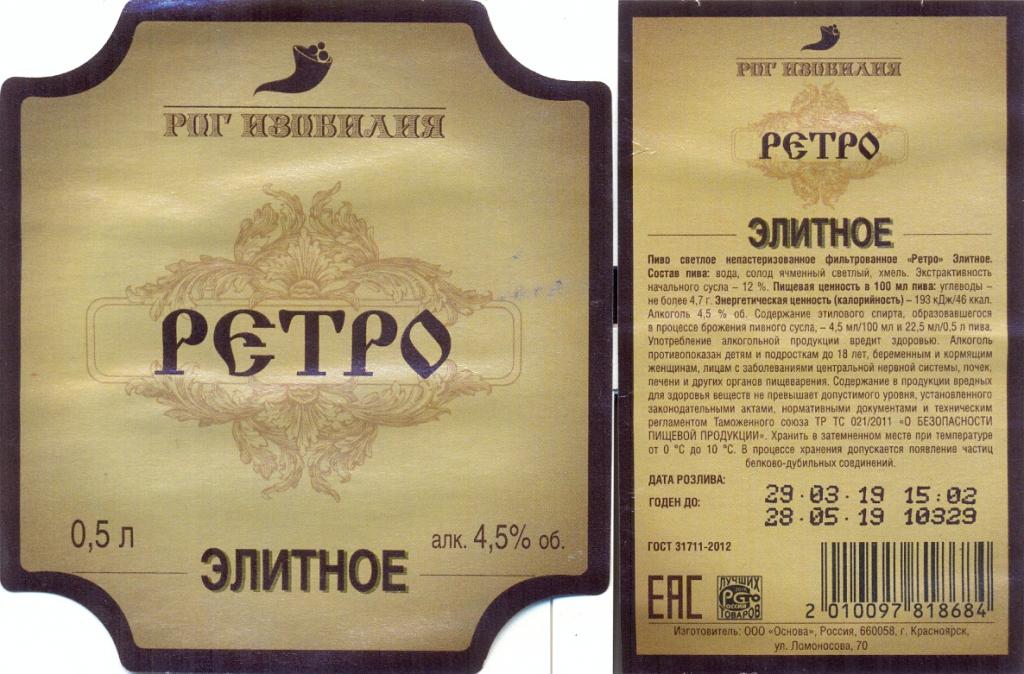 РОГ ИЗОБИЛИЯ
РЕТРО
0,5 л
алк. 4,5% об.
ЭЛИТНОЕ
РОГ ИЗОБИЛИЯ
РЕТРО
ЭЛИТНОЕ
Пиво светлое непастеризованное фильтрованное «Ретро» Элитное.
Состав пива: вода, солод ячменный светлый, хмель. Экстрактивность
начального сусла – 12 %. Пищевая ценность в 100 мл пива: углеводы –
не более 4,7 г. Энергетическая ценность (калорийность) – 193 кДж/46 ккал.
Алкоголь 4,5 % об. Содержание этилового спирта, образовавшегося
в процессе брожения пивного сусла, – 4,5 мл/100 мл и 22,5 мл/0,5 л пива.
Употребление алкогольной продукции вредит здоровью. Алкоголь
противопоказан детям и подросткам до 18 лет, беременным и кормящим
женщинам, лицам с заболеваниями центральной нервной системы, почек,
печени и других органов пищеварения. Содержание в продукции вредных
для здоровья веществ не превышает допустимого уровня, установленного
законодательными актами, нормативными документами и техническим
регламентом Таможенного союза ТР ТС 021/2011 «О БЕЗОПАСНОСТИ
ПИЩЕВОЙ ПРОДУКЦИИ». Хранить в затемненном месте при температуре
от 0 °С до 10 °С. В процессе хранения допускается появление частиц
белково-дубильных соединений.
ДАТА РОЗЛИВА:
ГОДЕН ДО:
29.03.19 15:02
28.05.19 10329
ГОСТ 31711-2012
ЕАС
ЛУЧШИХ
РОССИИ
ТОВАРОВ
2 010097 818684
Изготовитель: ООО «Основа», Россия, 660058, г. Красноярск,
ул. Ломоносова, 70